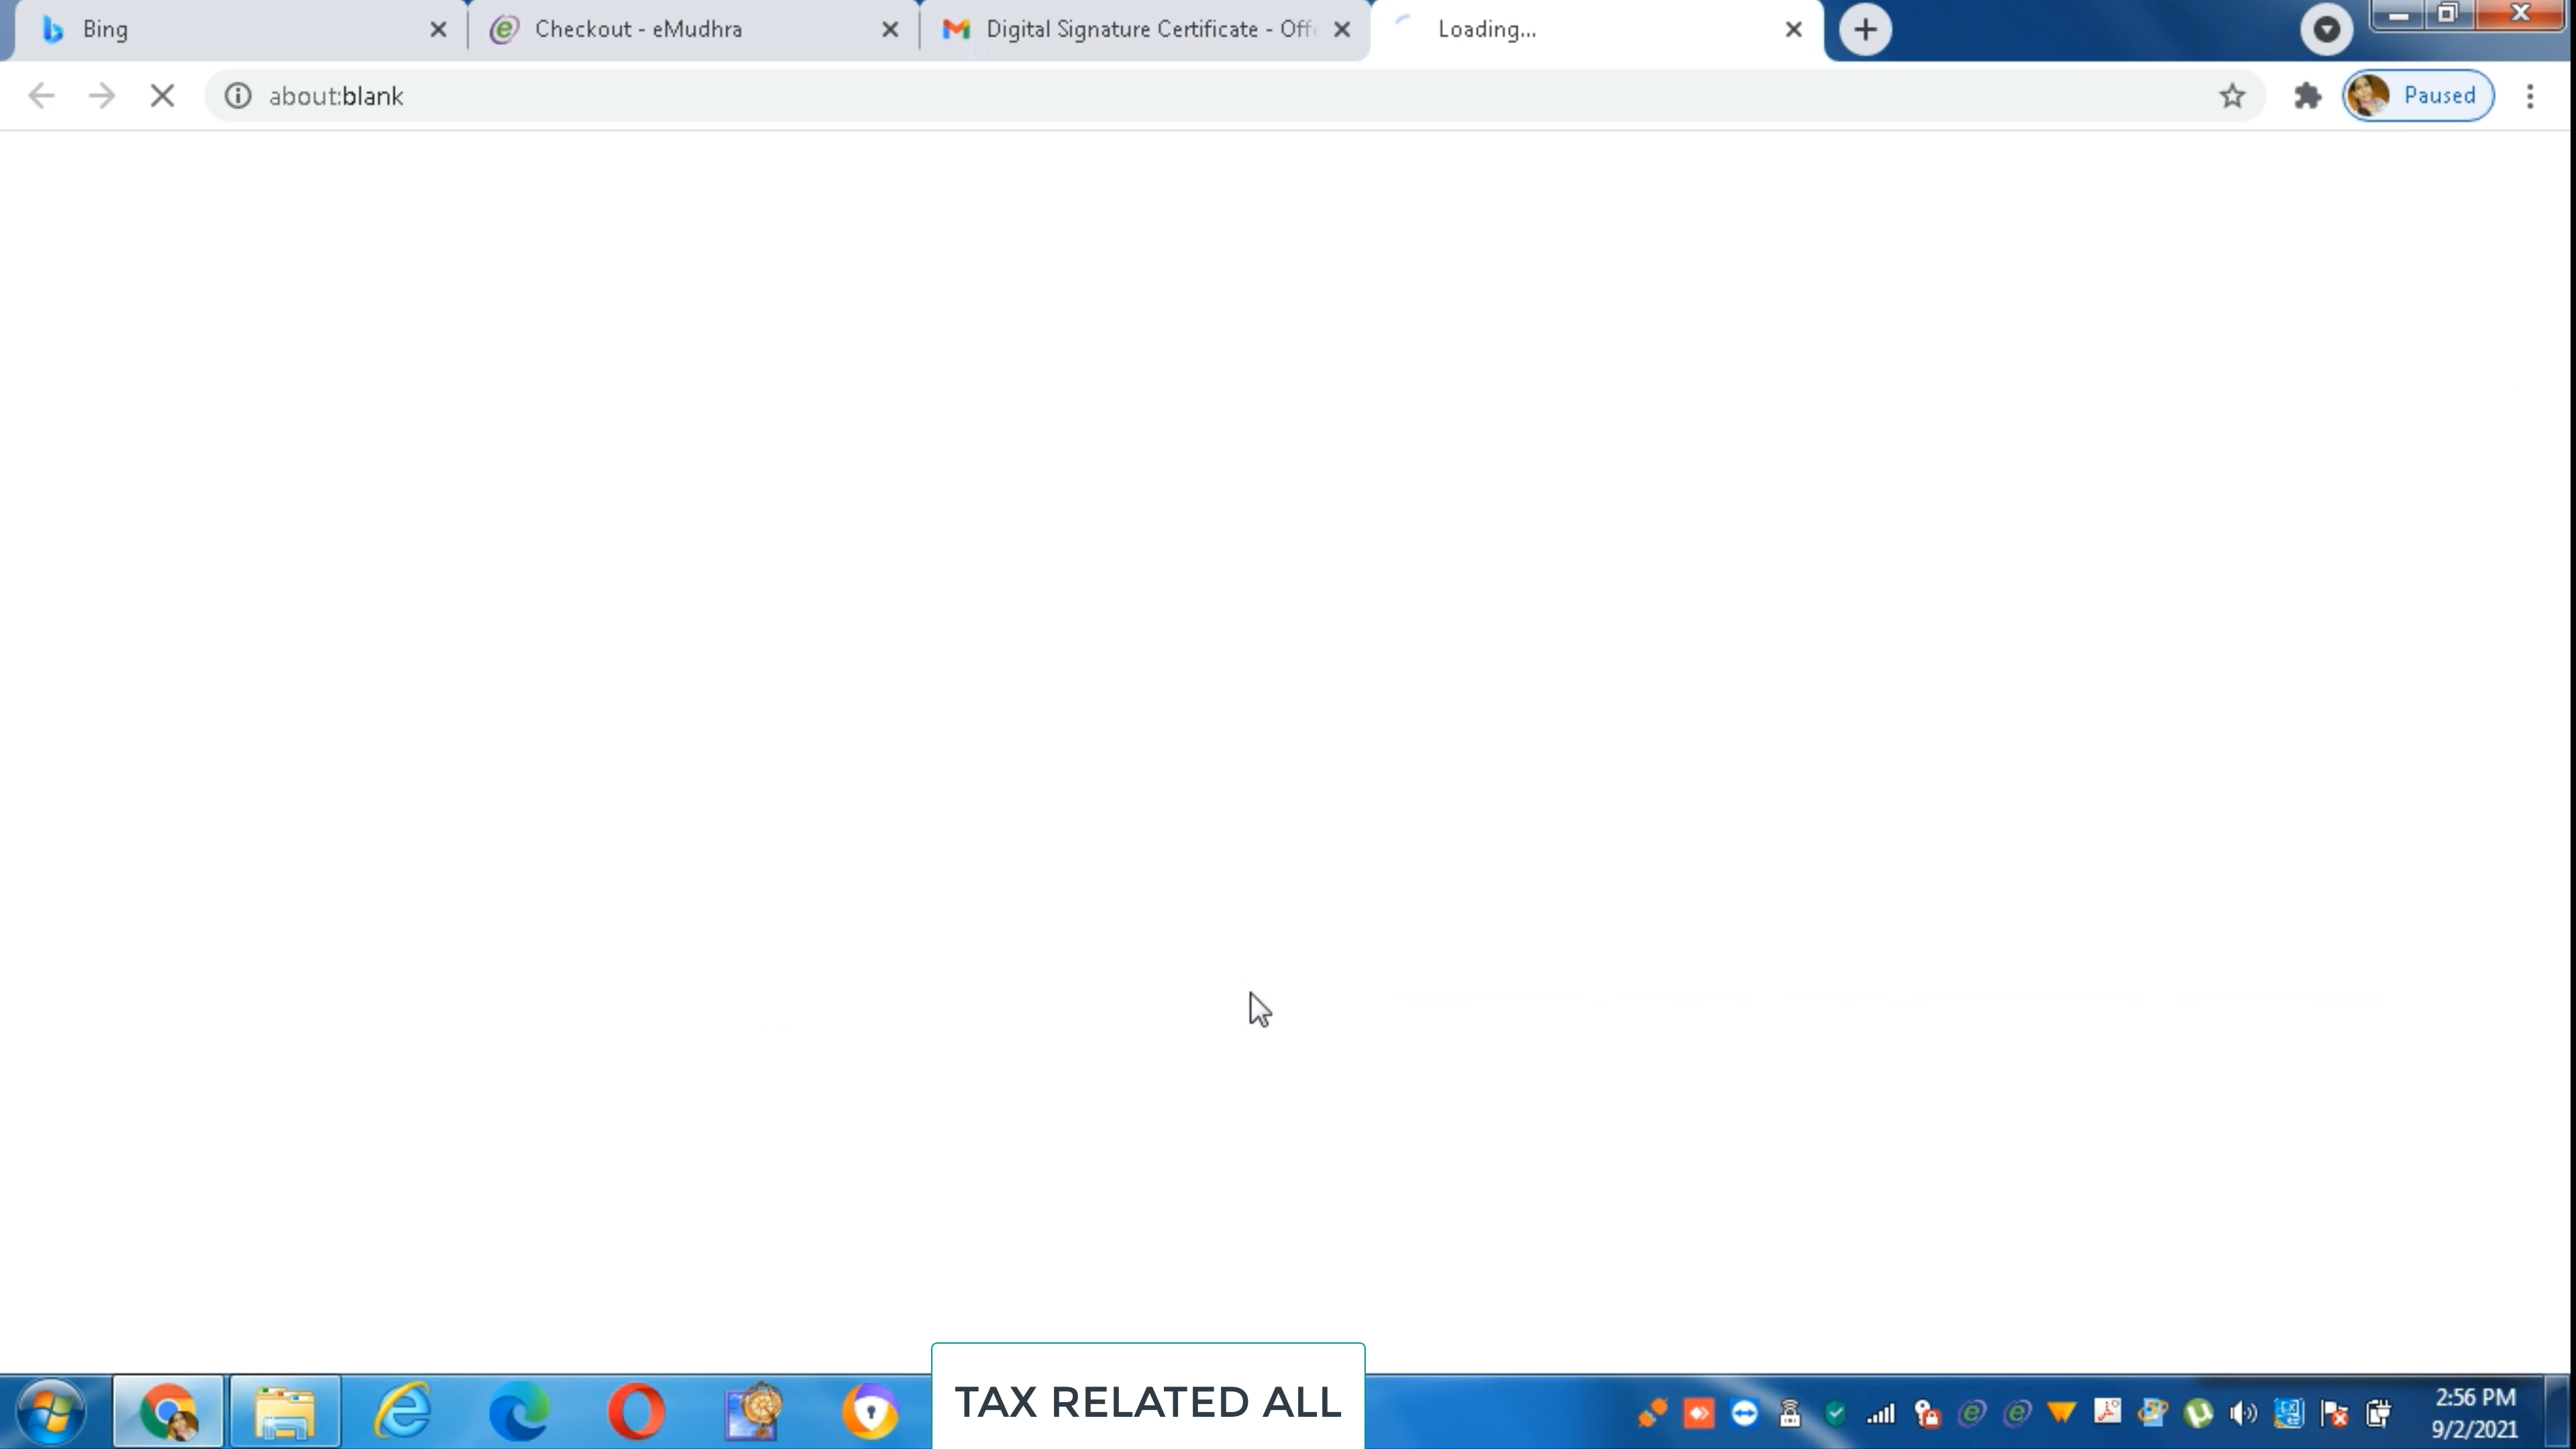 Bing
Checkout - eMudhra
Digital Signature Certificate - Off
Loading...
about:blank
Paused
TAX RELATED ALL
2:56 PM
9/2/2021